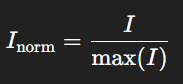 I_norm = I / max(I)